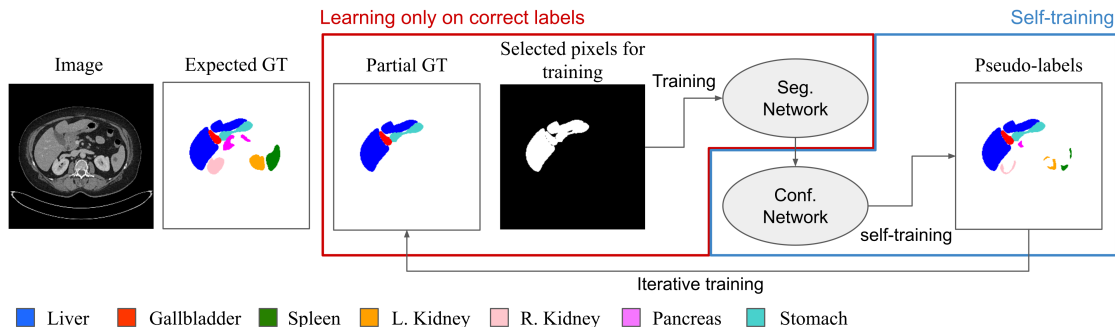 Learning only on correct labels
Self-training
Image
Expected GT
Partial GT
Selected pixels for
training
Training
Seg.
Network
Pseudo-labels
Conf.
Network
self-training
Iterative training
Liver
Gallbladder
Spleen
L. Kidney
R. Kidney
Pancreas
Stomach